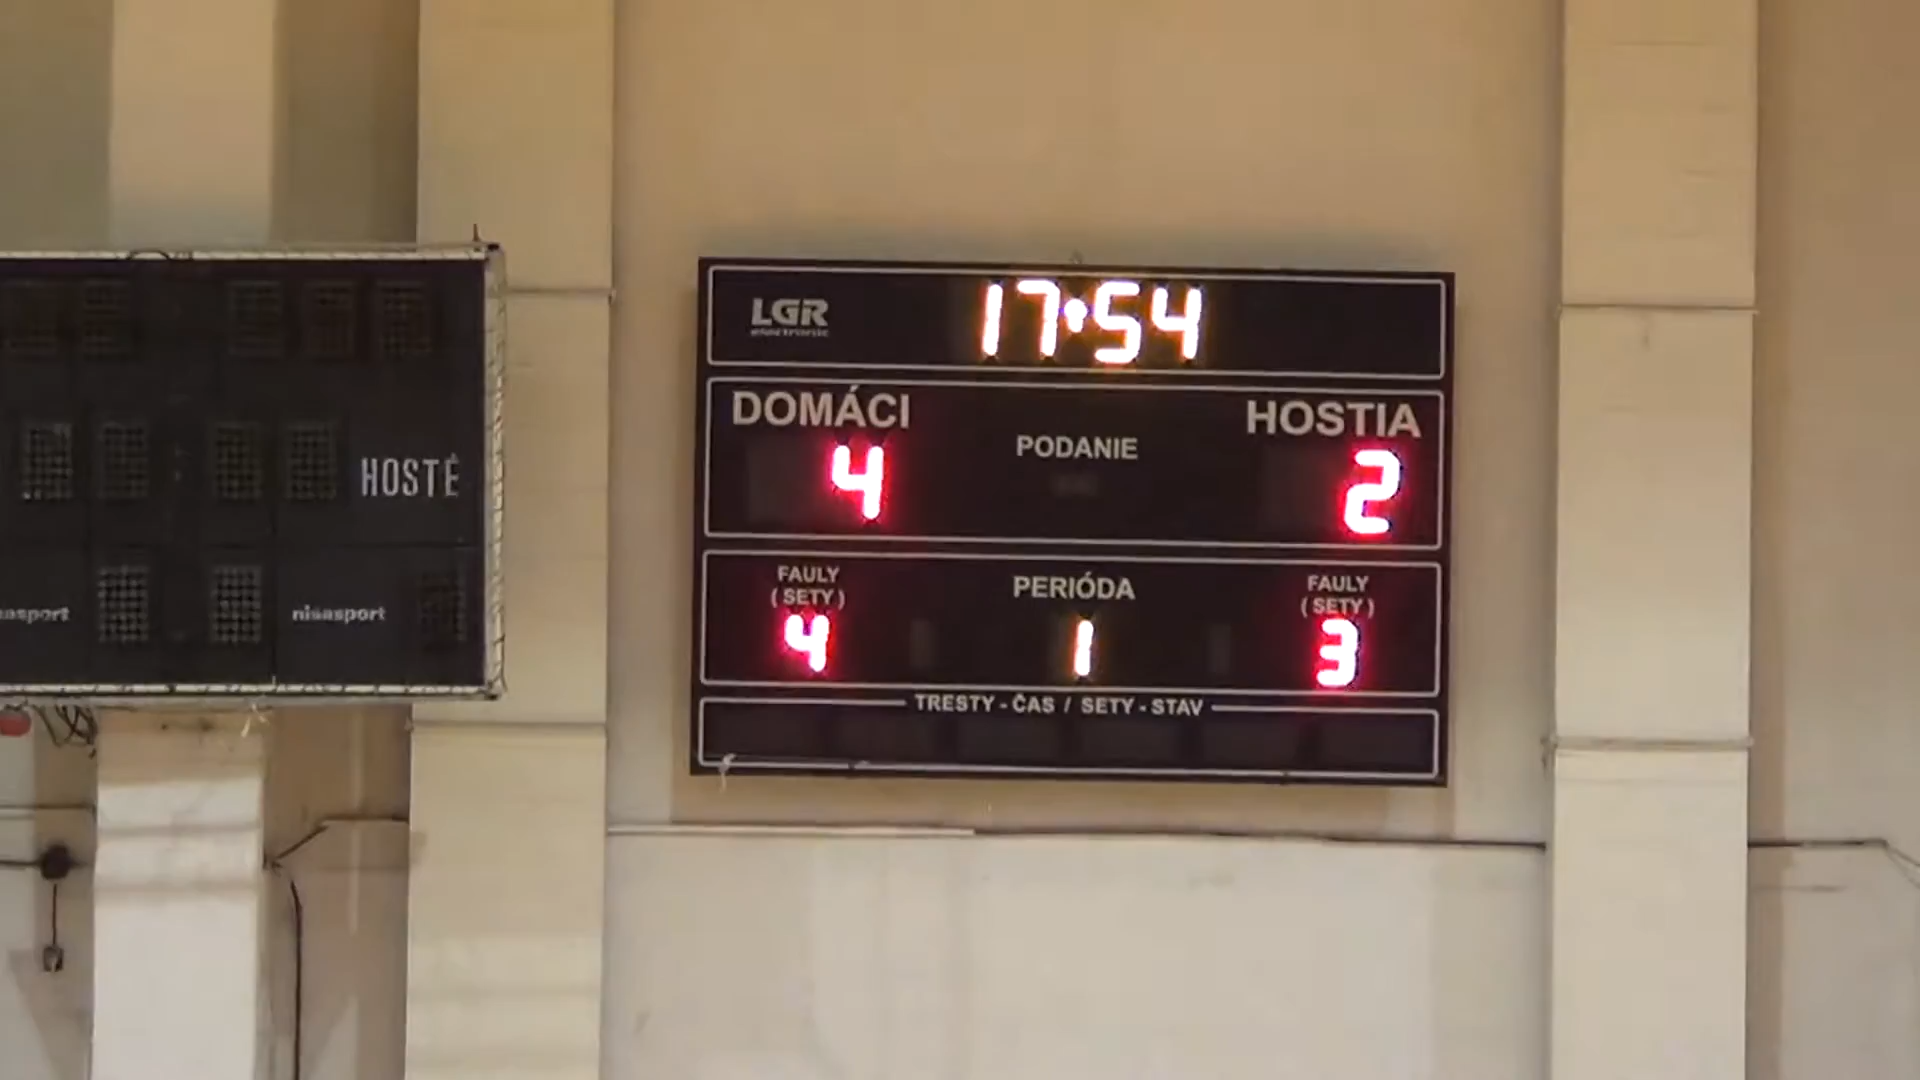 HOSTÉ
nisasport
LGR
electronic
17:54
DOMÁCI
HOSTIA
PODANIE
4
2
FAULY
(SETY)
PERIÓDA
FAULY
(SETY)
4
1
3
TRESTY - ČAS / SETY - STAV